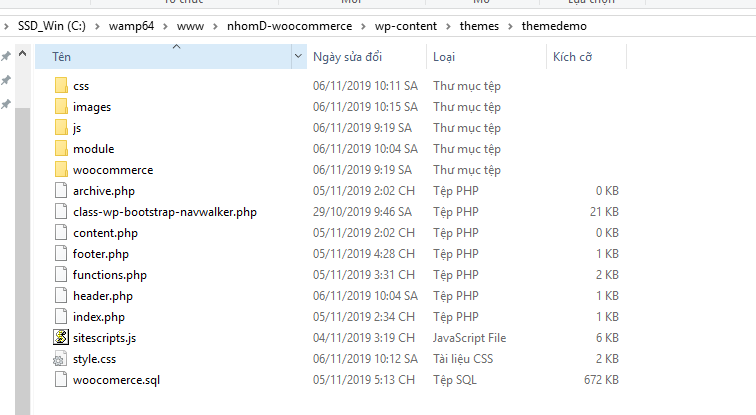 Tổ chức Mới Mở Lựa chọn
SSD_Win (C:) > wamp64 > www > nhomD-woocommerce > wp-content > themes > themedemo
Tên Ngày sửa đổi Loại Kích cỡ
css 06/11/2019 10:11 SA Thư mục tệp
images 06/11/2019 10:15 SA Thư mục tệp
js 06/11/2019 9:19 SA Thư mục tệp
module 06/11/2019 10:04 SA Thư mục tệp
woocommerce 06/11/2019 9:19 SA Thư mục tệp
archive.php 05/11/2019 2:02 CH Tệp PHP 0 KB
class-wp-bootstrap-navwalker.php 29/10/2019 9:46 SA Tệp PHP 21 KB
content.php 05/11/2019 2:02 CH Tệp PHP 0 KB
footer.php 05/11/2019 4:28 CH Tệp PHP 1 KB
functions.php 05/11/2019 3:31 CH Tệp PHP 2 KB
header.php 06/11/2019 10:04 SA Tệp PHP 1 KB
index.php 05/11/2019 2:34 CH Tệp PHP 1 KB
sitescripts.js 04/11/2019 3:19 CH JavaScript File 6 KB
style.css 06/11/2019 10:12 SA Tài liệu CSS 2 KB
woocomerce.sql 05/11/2019 5:13 CH Tệp SQL 672 KB